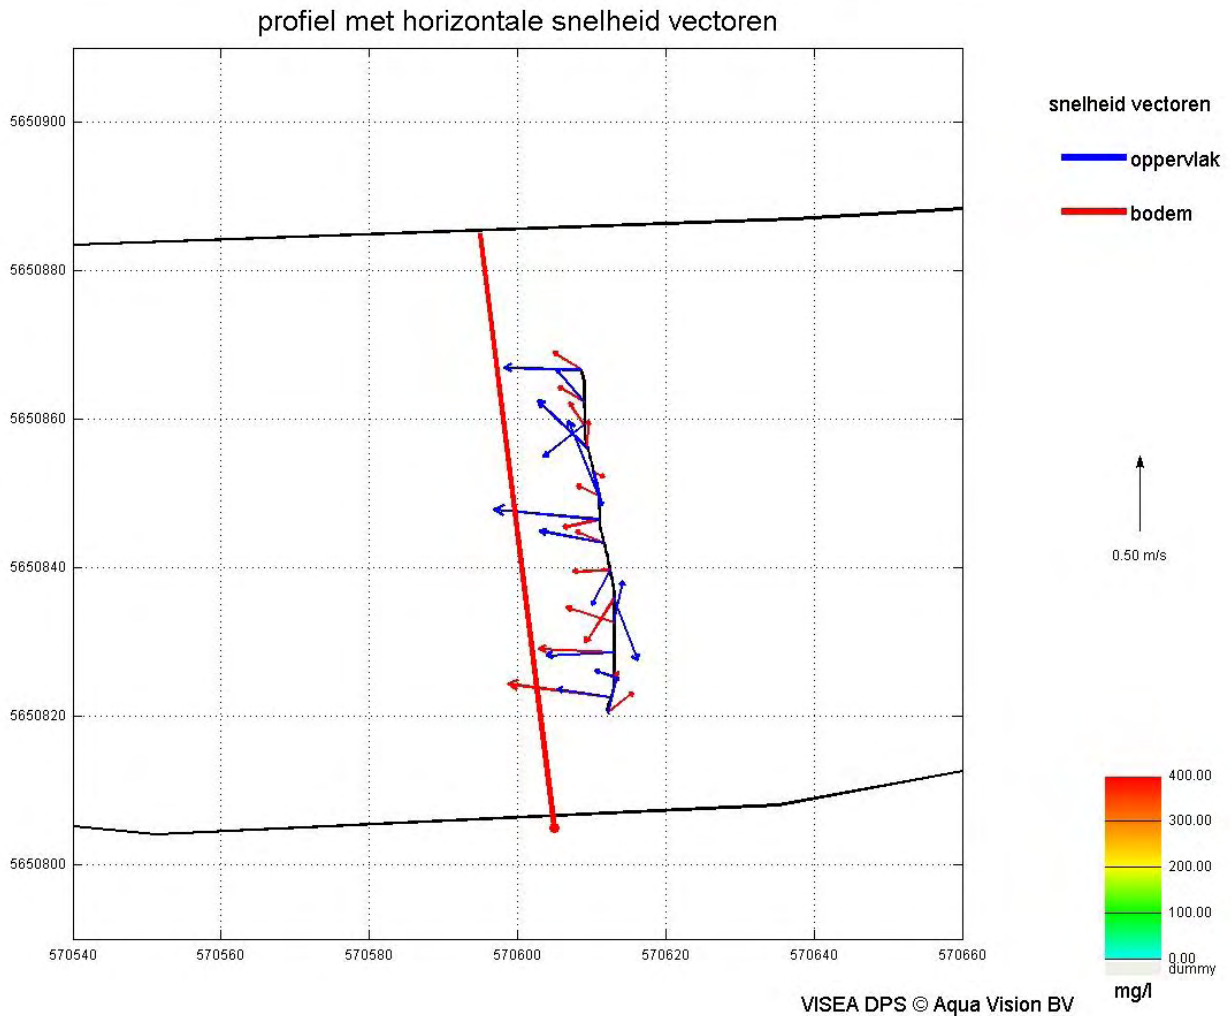 profiel met horizontale snelheid vectoren
snelheid vectoren
oppervlak
bodem
5650900
5650880
5650860
5650840
5650820
5650800
570540 570560 570580 570600 570620 570640 570660
0.50 m/s
400.00
300.00
200.00
100.00
0.00
dummy
mg/l
VISEA DPS © Aqua Vision BV